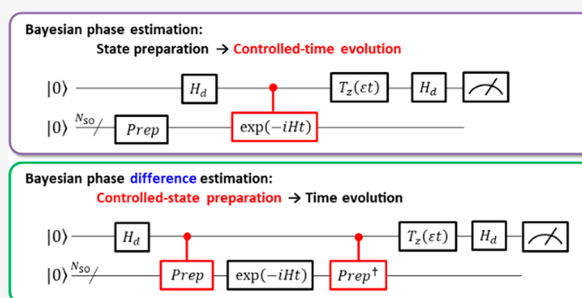 Bayesian phase estimation:
State preparation → Controlled-time evolution
|0⟩ H_d T_z(εt) H_d
|0⟩ N_SO Prep exp(−iHt)
Bayesian phase difference estimation:
Controlled-state preparation → Time evolution
|0⟩ H_d T_z(εt) H_d
|0⟩ N_SO Prep exp(−iHt) Prep†